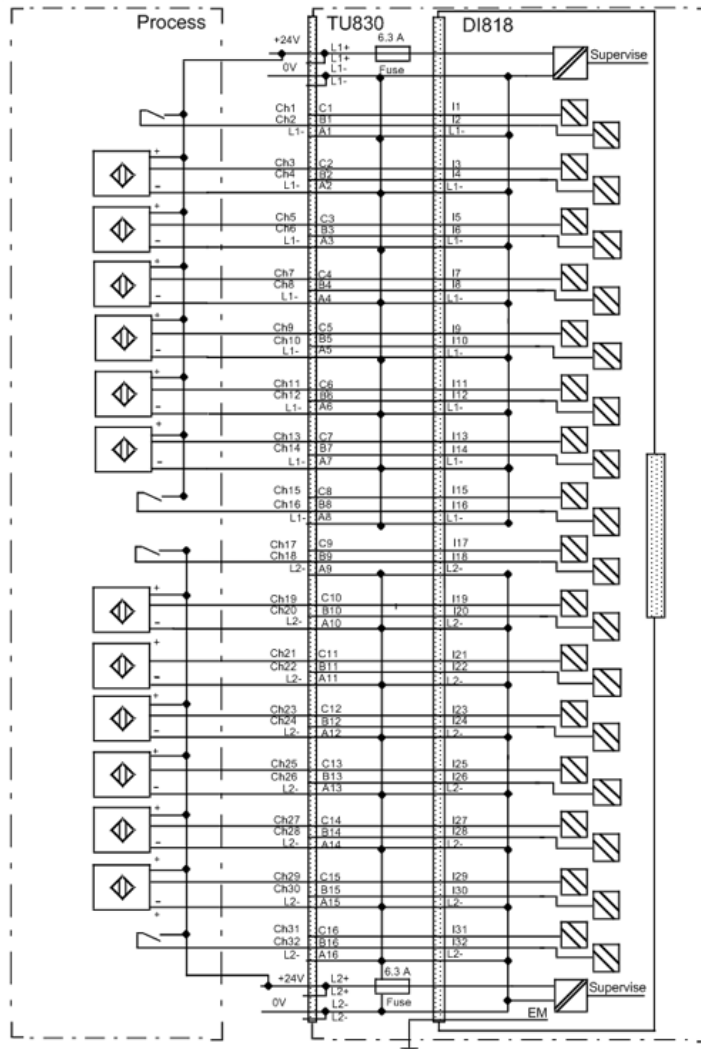 Process TU830 DI818
+24V L1+ 6.3 A
L1+ Supervise
0V L1- Fuse
L1-
Ch1 C1 I1
Ch2 B1 I2
L1- A1 L1-
+ Ch3 C2 I3
Ch4 B2 I4
- L1- A2 L1-
+ Ch5 C3 I5
Ch6 B3 I6
- L1- A3 L1-
+ Ch7 C4 I7
Ch8 B4 I8
- L1- A4 L1-
+ Ch9 C5 I9
Ch10 B5 I10
- L1- A5 L1-
+ Ch11 C6 I11
Ch12 B6 I12
- L1- A6 L1-
+ Ch13 C7 I13
Ch14 B7 I14
- L1- A7 L1-
Ch15 C8 I15
Ch16 B8 I16
L1- A8 L1-
Ch17 C9 I17
Ch18 B9 I18
L2- A9 L2-
+ Ch19 C10 I19
Ch20 B10 I20
- L2- A10 L2-
+ Ch21 C11 I21
Ch22 B11 I22
- L2- A11 L2-
+ Ch23 C12 I23
Ch24 B12 I24
- L2- A12 L2-
+ Ch25 C13 I25
Ch26 B13 I26
- L2- A13 L2-
+ Ch27 C14 I27
Ch28 B14 I28
- L2- A14 L2-
+ Ch29 C15 I29
Ch30 B15 I30
- L2- A15 L2-
+ Ch31 C16 I31
Ch32 B16 I32
L2- A16 L2-
+24V L2+ 6.3 A
L2+ Supervise
0V L2- Fuse
L2- EM